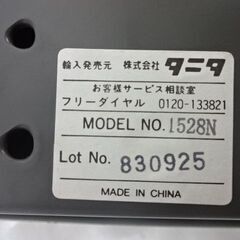 輸入発売元 株式会社 タニタ
お客様サービス相談室
フリーダイヤル 0120-133821
MODEL NO. 1528N
Lot No. 830925
MADE IN CHINA